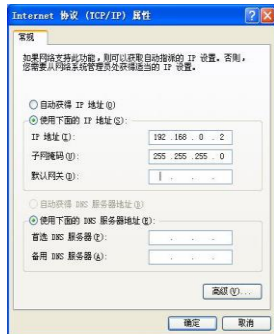 Internet 协议 (TCP/IP) 属性
常规
如果网络支持此功能，则可以获取自动指派的 IP 设置。否则，
您需要从网络系统管理员处获得适当的 IP 设置。
自动获得 IP 地址(O)
使用下面的 IP 地址(S):
IP 地址(I): 192 .168 . 0 . 2
子网掩码(U): 255 .255 .255 . 0
默认网关(D): . . .
自动获得 DNS 服务器地址(B)
使用下面的 DNS 服务器地址(E):
首选 DNS 服务器(P): . . .
备用 DNS 服务器(A): . . .
高级(V)...
确定 取消